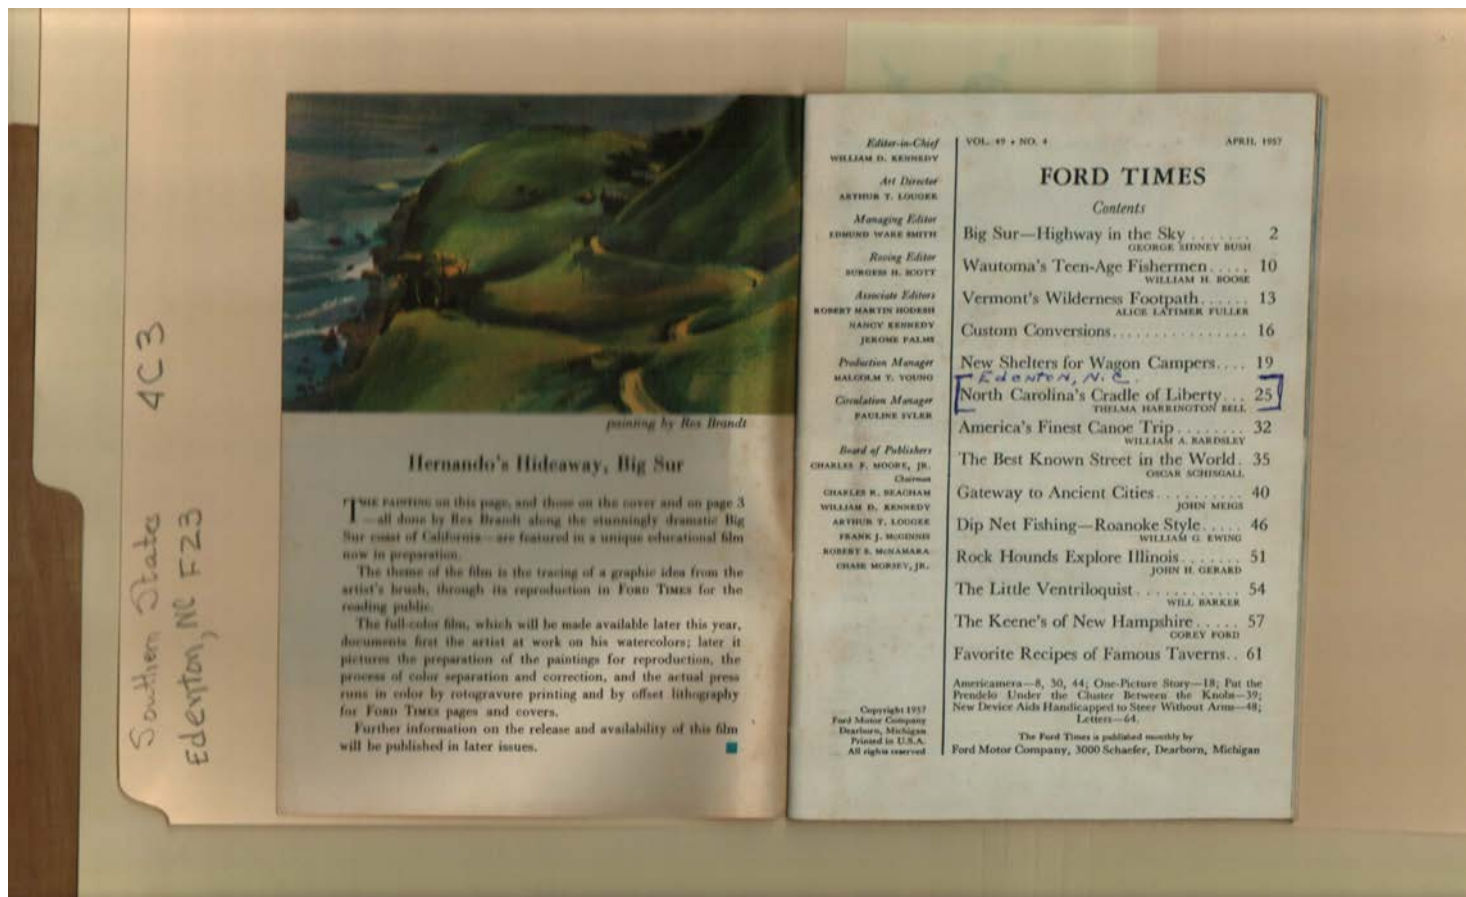 4C3
Southern States
Edenton, NC F23
painting by Rex Brandt
Hernando's Hideaway, Big Sur
THE PAINTING on this page, and those on the cover and on page 3
—all done by Rex Brandt along the stunningly dramatic Big
Sur coast of California—are featured in a unique educational film
now in preparation.
The theme of the film is the tracing of a graphic idea from the
artist's brush, through its reproduction in FORD TIMES for the
reading public.
The full-color film, which will be made available later this year,
documents first the artist at work on his watercolors; later it
pictures the preparation of the paintings for reproduction, the
process of color separation and correction, and the actual press
runs in color by rotogravure printing and by offset lithography
for FORD TIMES pages and covers.
Further information on the release and availability of this film
will be published in later issues.
Editor-in-Chief
WILLIAM D. KENNEDY
Art Director
ARTHUR T. LOUGEE
Managing Editor
EDMUND WARE SMITH
Roving Editor
BURGESS H. SCOTT
Associate Editors
ROBERT MARTIN HODESH
NANCY KENNEDY
JEROME PALMS
Production Manager
MALCOLM T. YOUNG
Circulation Manager
PAULINE SYLER
Board of Publishers
CHARLES F. MOORE, JR.
Chairman
CHARLES R. BEACHAM
WILLIAM D. KENNEDY
ARTHUR T. LOUGEE
FRANK J. McGINNIS
ROBERT S. McNAMARA
CHASE MORSEY, JR.
Copyright 1957
Ford Motor Company
Dearborn, Michigan
Printed in U.S.A.
All rights reserved
VOL. 49 • NO. 4 APRIL 1957
FORD TIMES
Contents
Big Sur—Highway in the Sky ....... 2
GEORGE SIDNEY BUSH
Wautoma's Teen-Age Fishermen ..... 10
WILLIAM H. BOOSE
Vermont's Wilderness Footpath ...... 13
ALICE LATIMER FULLER
Custom Conversions ................ 16
New Shelters for Wagon Campers .... 19
Edenton, N.C.
North Carolina's Cradle of Liberty ... 25
THELMA HARRINGTON BELL
America's Finest Canoe Trip ........ 32
WILLIAM A. BARDSLEY
The Best Known Street in the World . 35
OSCAR SCHISGALL
Gateway to Ancient Cities .......... 40
JOHN MEIGS
Dip Net Fishing—Roanoke Style ..... 46
WILLIAM G. EWING
Rock Hounds Explore Illinois ....... 51
JOHN H. GERARD
The Little Ventriloquist ............ 54
WILL BARKER
The Keene's of New Hampshire ..... 57
COREY FORD
Favorite Recipes of Famous Taverns .. 61
Americamera—8, 30, 44; One-Picture Story—18; Put the
Prendelo Under the Cluster Between the Knobs—39;
New Device Aids Handicapped to Steer Without Arms—48;
Letters—64.
The Ford Times is published monthly by
Ford Motor Company, 3000 Schaefer, Dearborn, Michigan